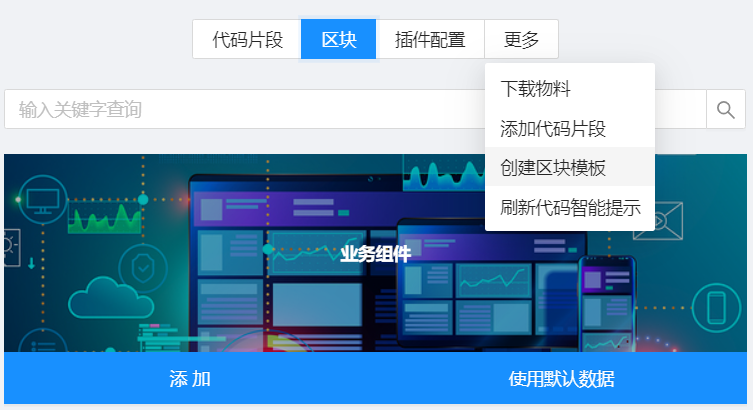 代码片段 区块 插件配置 更多
下载物料
输入关键字查询
添加代码片段
创建区块模板
刷新代码智能提示
业务组件
添 加 使用默认数据